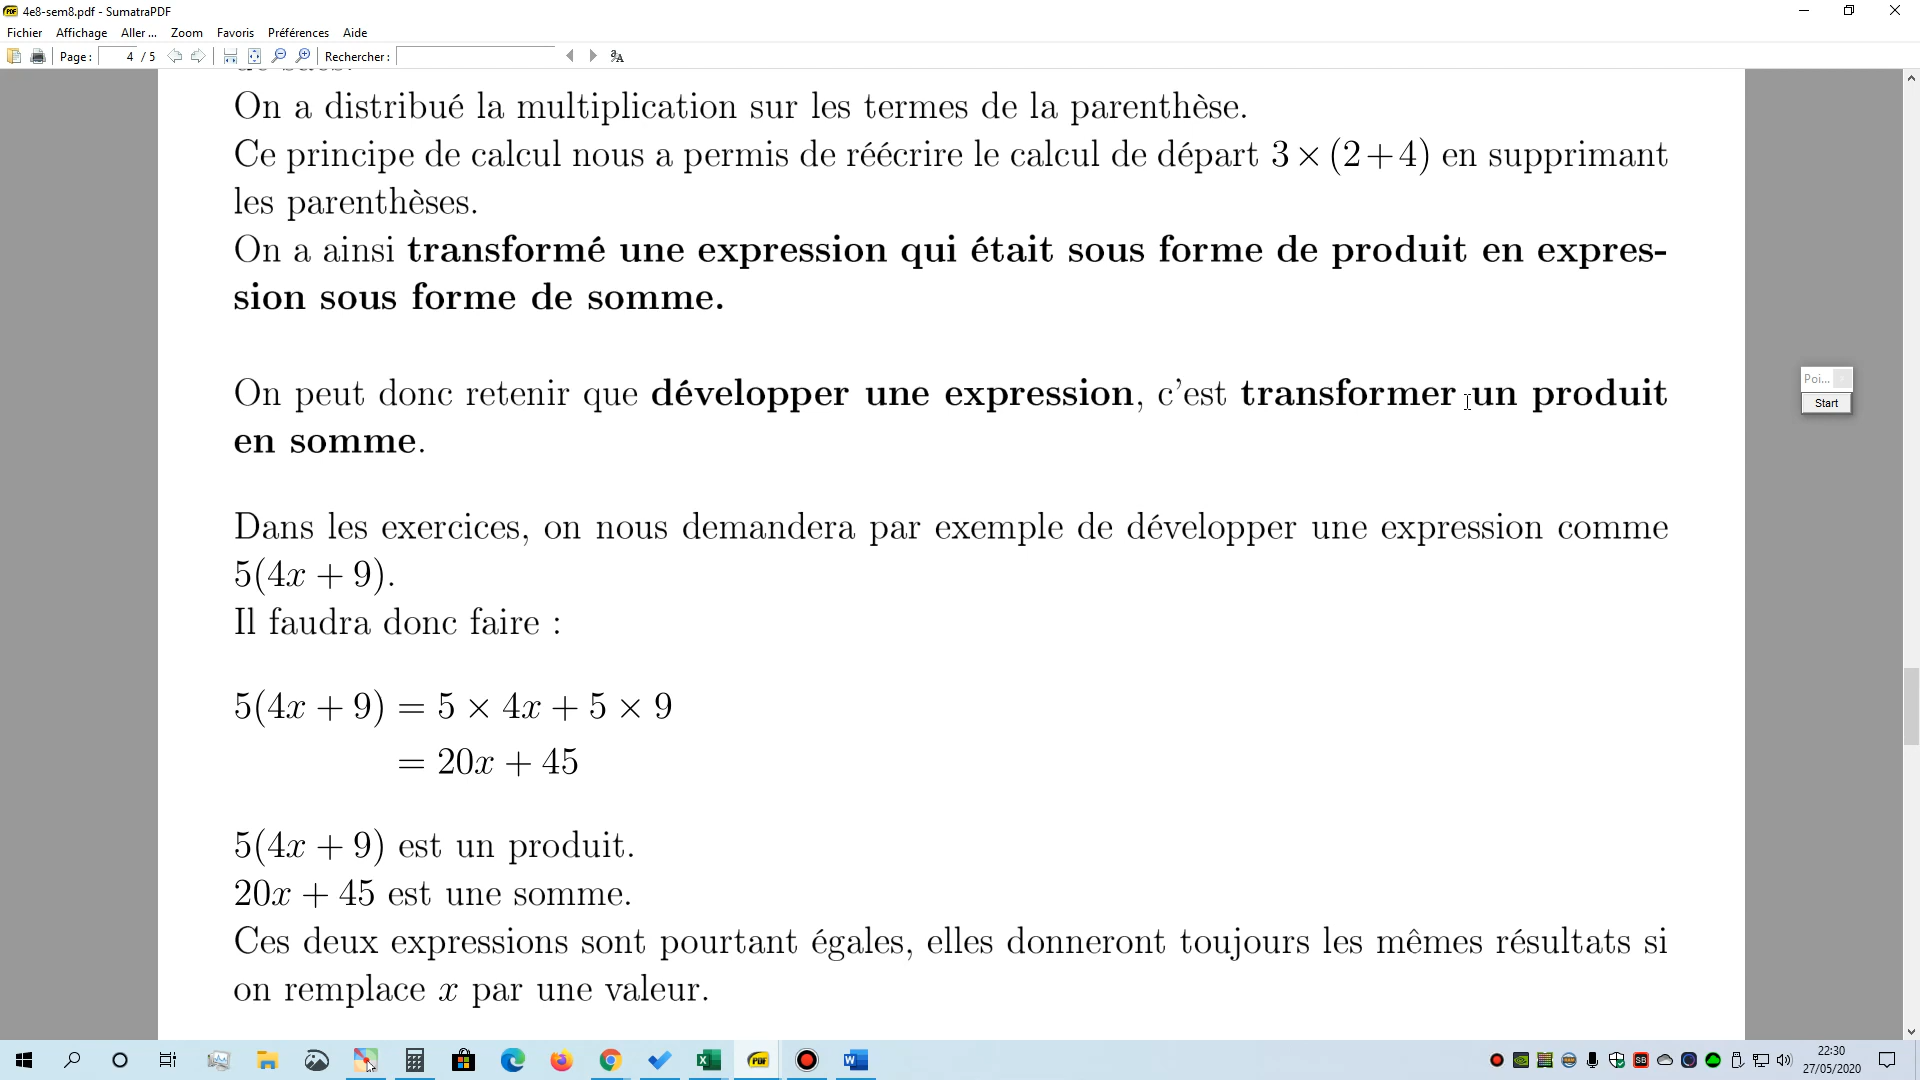 4e8-sem8.pdf - SumatraPDF
Fichier Affichage Aller ... Zoom Favoris Préférences Aide
Page : 4 / 5 Rechercher :
On a distribué la multiplication sur les termes de la parenthèse.
Ce principe de calcul nous a permis de réécrire le calcul de départ 3 × (2 + 4) en supprimant
les parenthèses.
On a ainsi transformé une expression qui était sous forme de produit en expres-
sion sous forme de somme.
On peut donc retenir que développer une expression, c'est transformer un produit
en somme.
Poi...
Start
Dans les exercices, on nous demandera par exemple de développer une expression comme
5(4x + 9).
Il faudra donc faire :
5(4x + 9) = 5 × 4x + 5 × 9
= 20x + 45
5(4x + 9) est un produit.
20x + 45 est une somme.
Ces deux expressions sont pourtant égales, elles donneront toujours les mêmes résultats si
on remplace x par une valeur.
22:30
27/05/2020